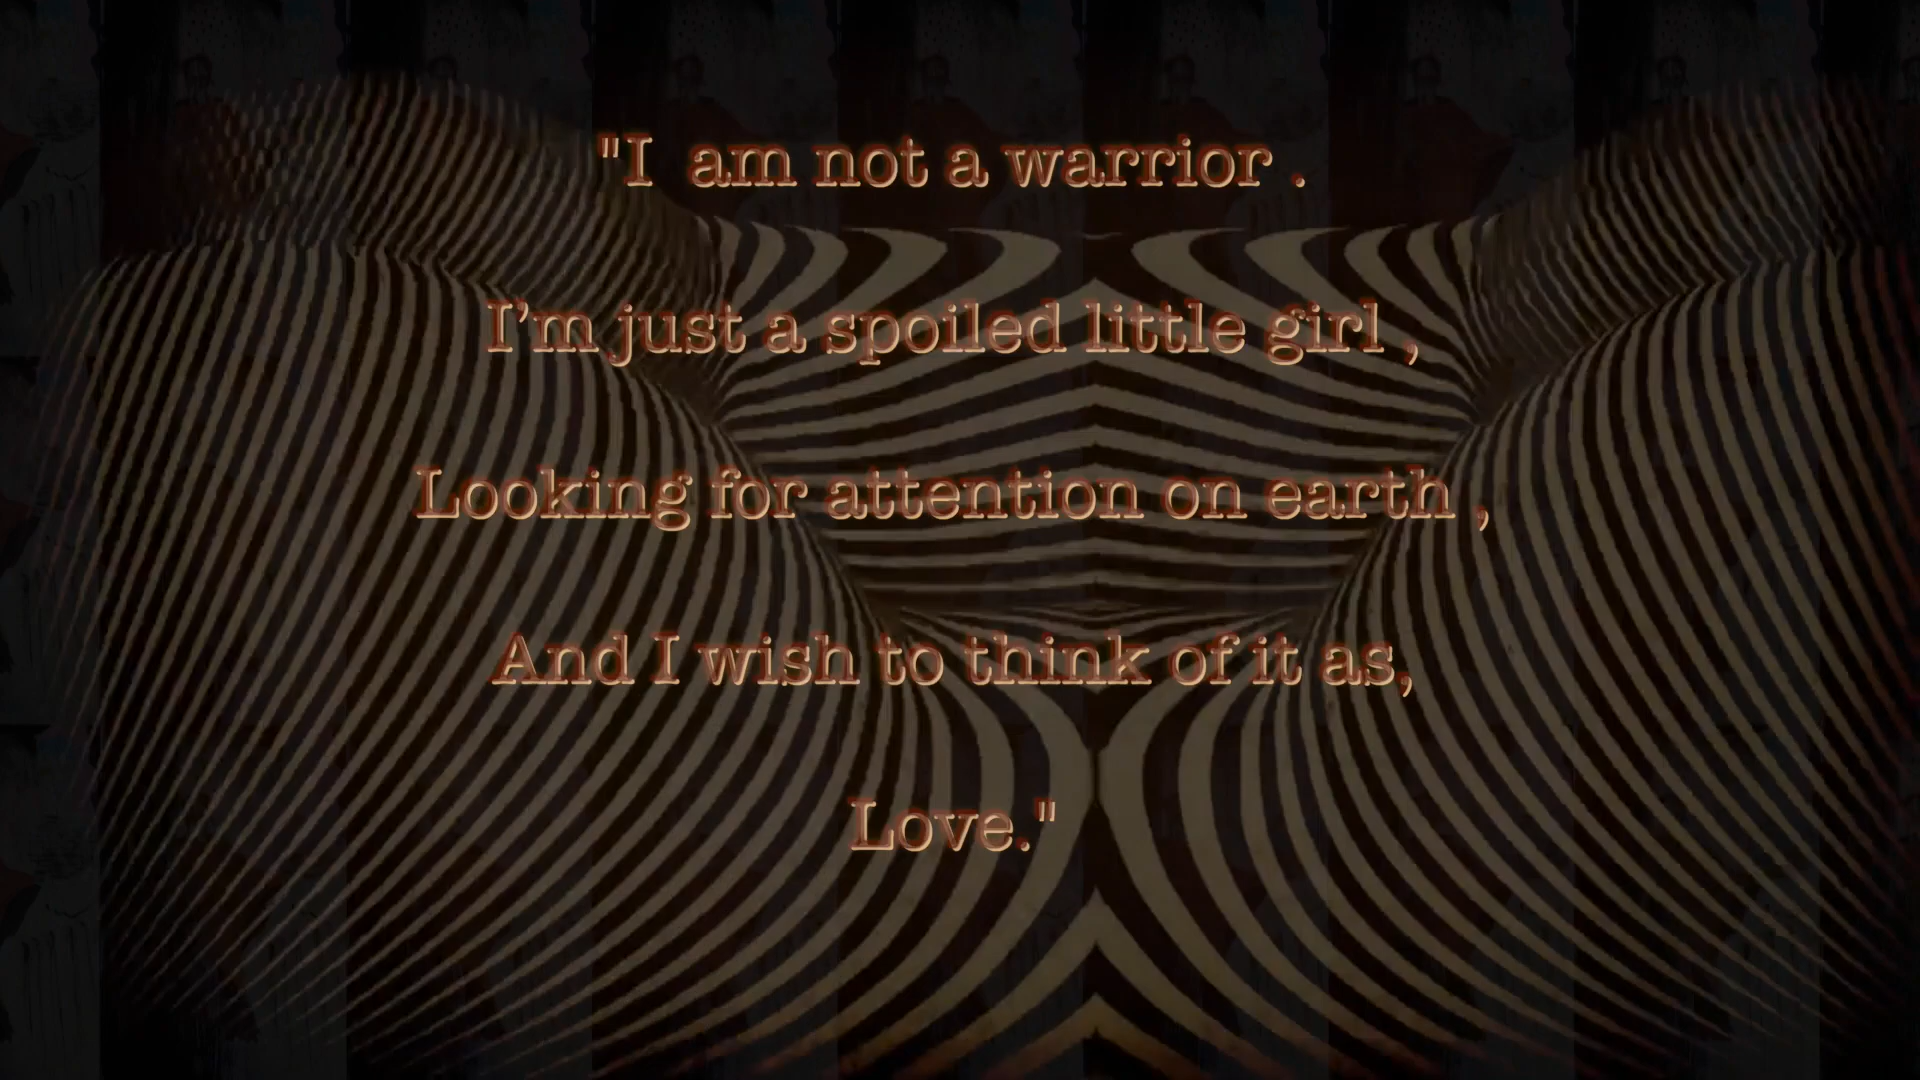 "I am not a warrior .
I'm just a spoiled little girl ,
Looking for attention on earth ,
And I wish to think of it as,
Love."